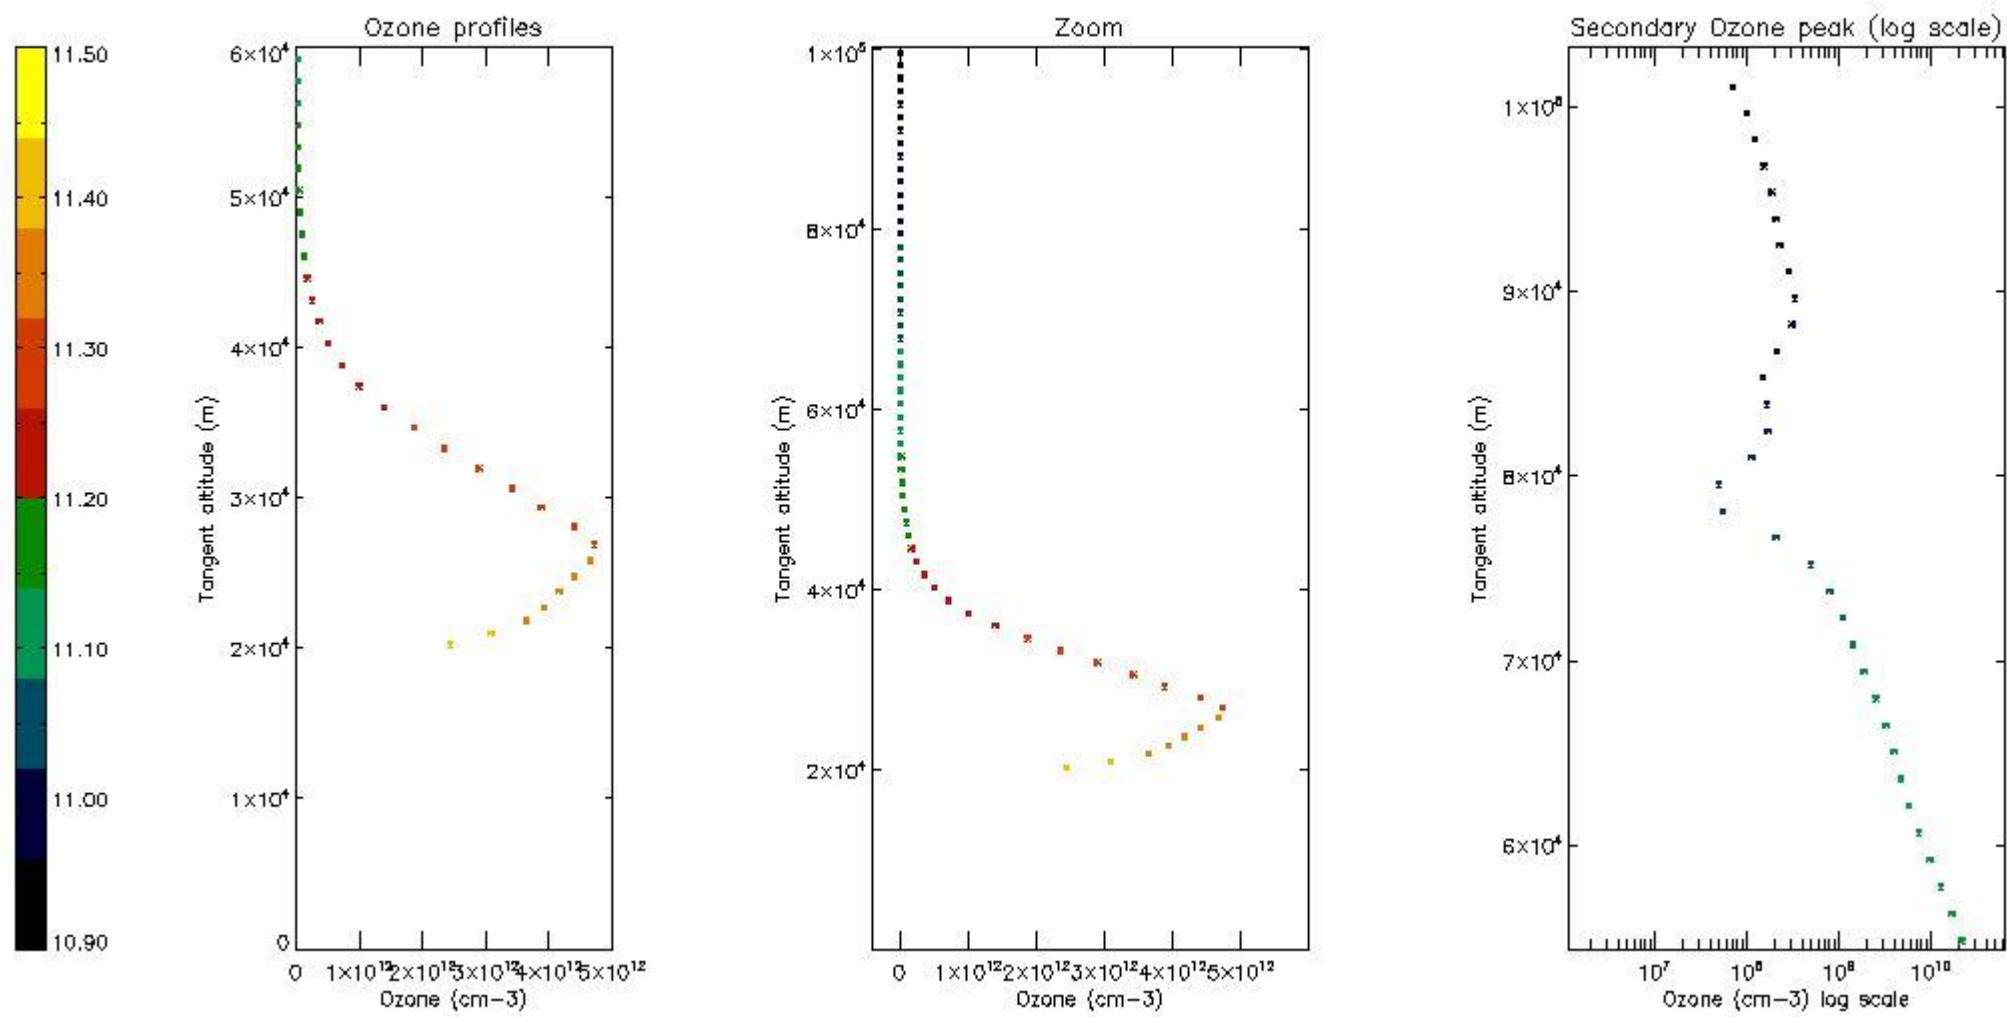 Ozone profiles
Zoom
Secondary Ozone peak (log scale)
11.50
11.40
11.30
11.20
11.10
11.00
10.90
6×10⁴
5×10⁴
4×10⁴
3×10⁴
2×10⁴
1×10⁴
0
Tangent altitude (m)
0 1×10¹² 2×10¹² 3×10¹² 4×10¹² 5×10¹²
Ozone (cm-3)
1×10⁵
8×10⁴
6×10⁴
4×10⁴
2×10⁴
Tangent altitude (m)
0 1×10¹² 2×10¹² 3×10¹² 4×10¹² 5×10¹²
Ozone (cm-3)
1×10⁵
9×10⁴
8×10⁴
7×10⁴
6×10⁴
Tangent altitude (m)
10⁷ 10⁸ 10⁹ 10¹⁰
Ozone (cm-3) log scale